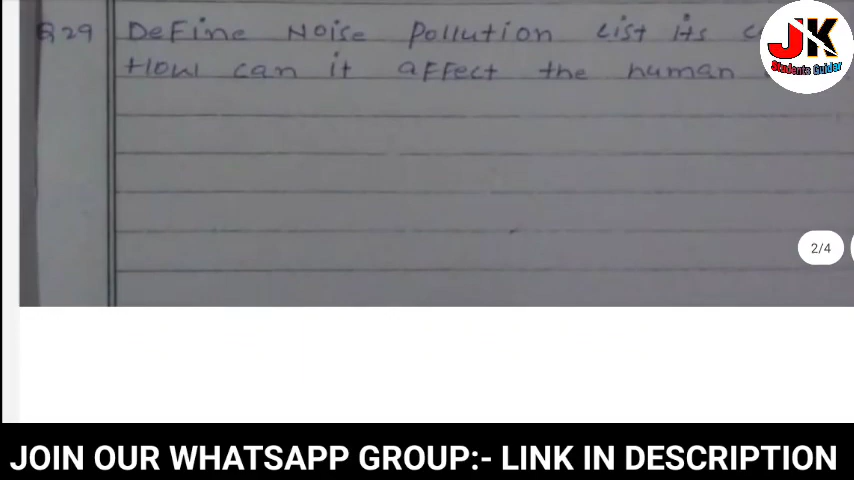 Q29 Define Noise Pollution List its
How can it affect the human
JK
Students Guider
2/4
JOIN OUR WHATSAPP GROUP:- LINK IN DESCRIPTION